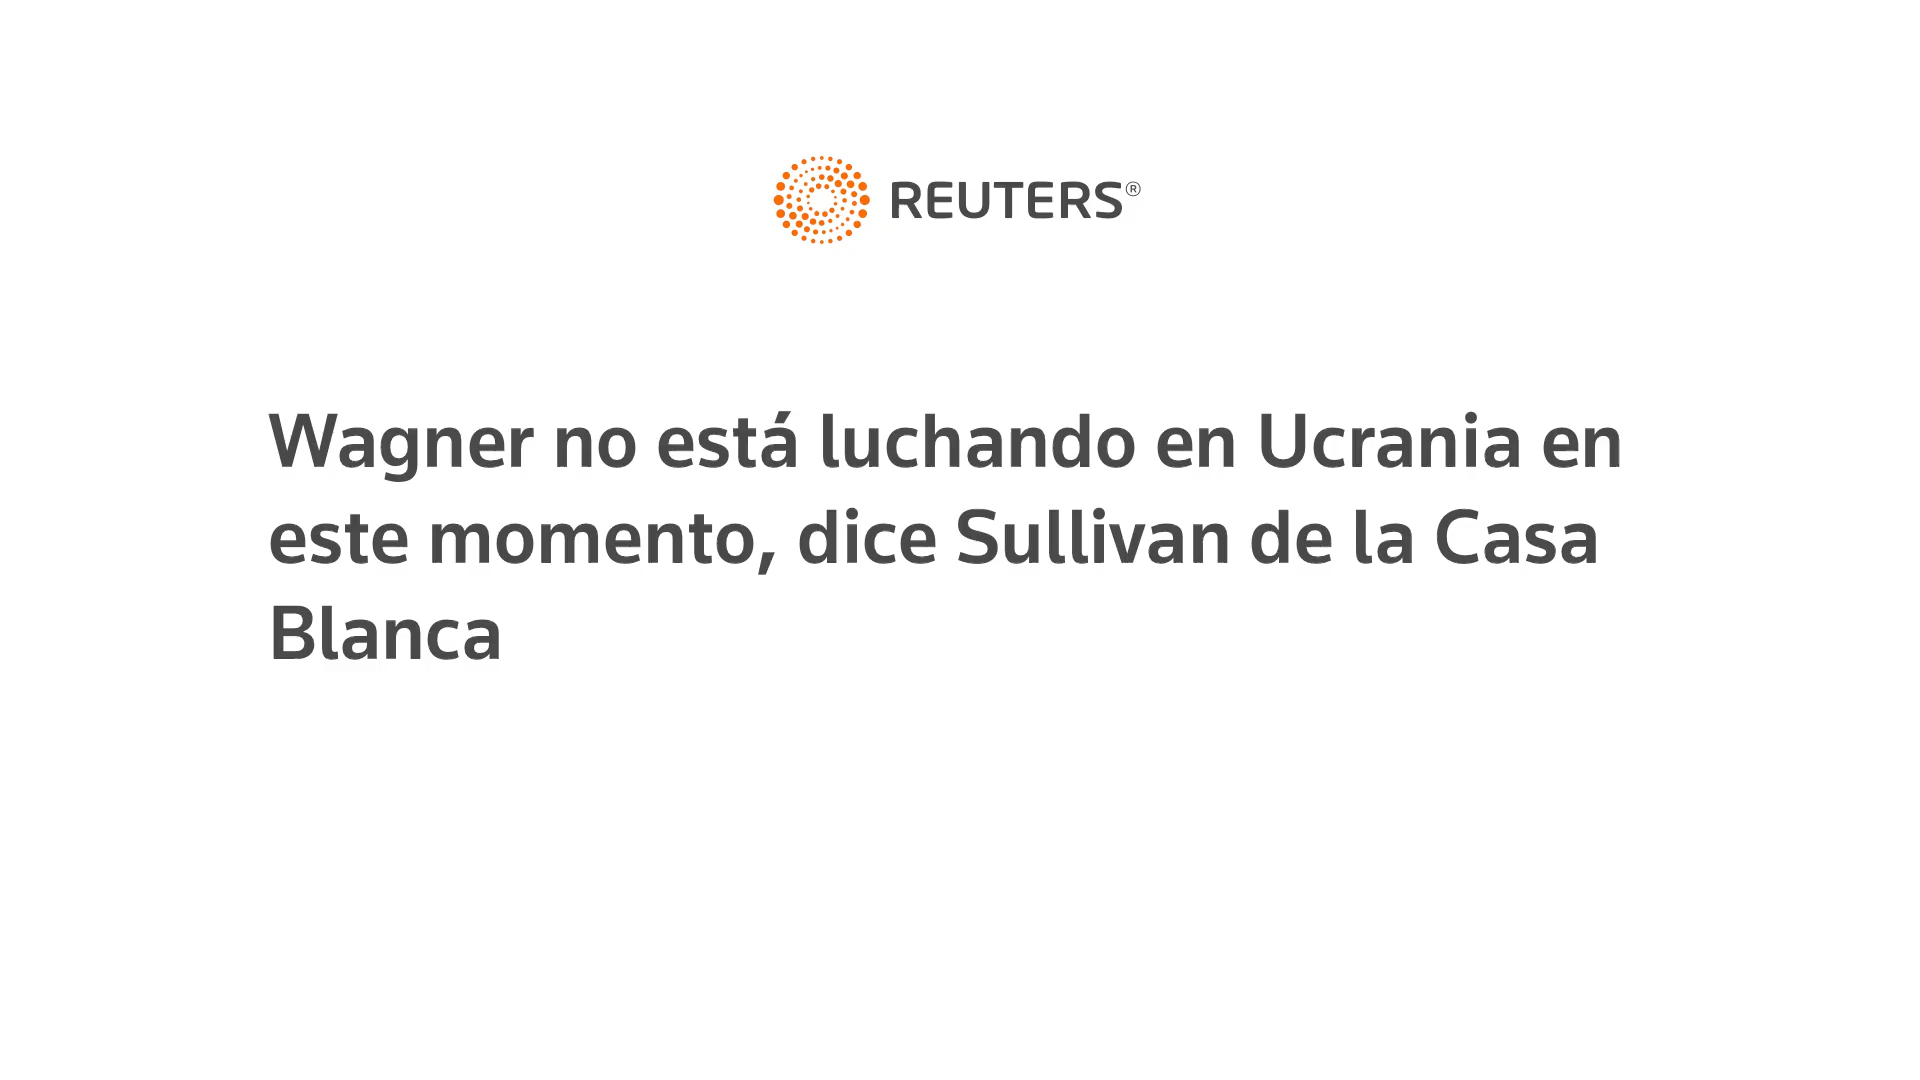 REUTERS®
Wagner no está luchando en Ucrania en
este momento, dice Sullivan de la Casa
Blanca